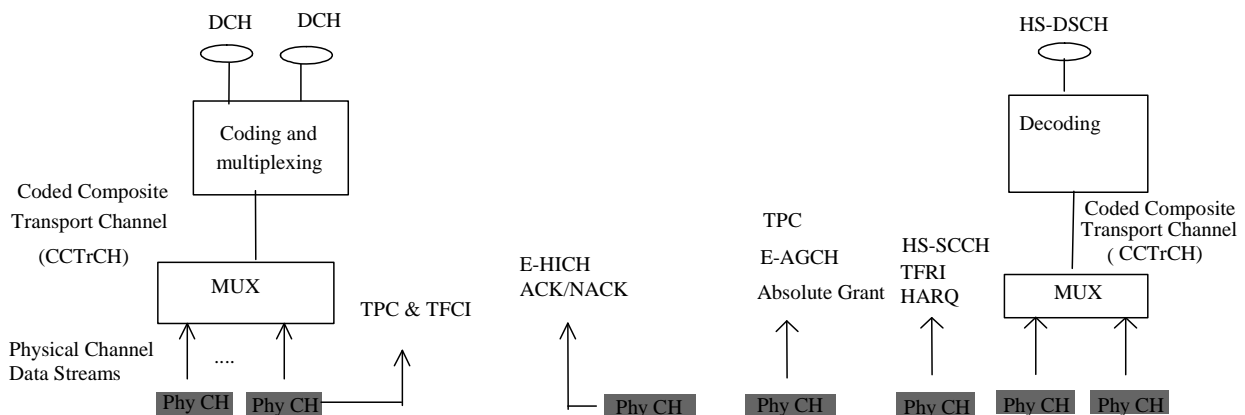 DCH
DCH
Coding and
multiplexing
Coded Composite
Transport Channel
(CCTrCH)
MUX
TPC & TFCI
Physical Channel
Data Streams
....
Phy CH
Phy CH
E-HICH
ACK/NACK
Phy CH
TPC
E-AGCH
Absolute Grant
Phy CH
HS-SCCH
TFRI
HARQ
Phy CH
HS-DSCH
Decoding
Coded Composite
Transport Channel
( CCTrCH)
MUX
Phy CH
Phy CH